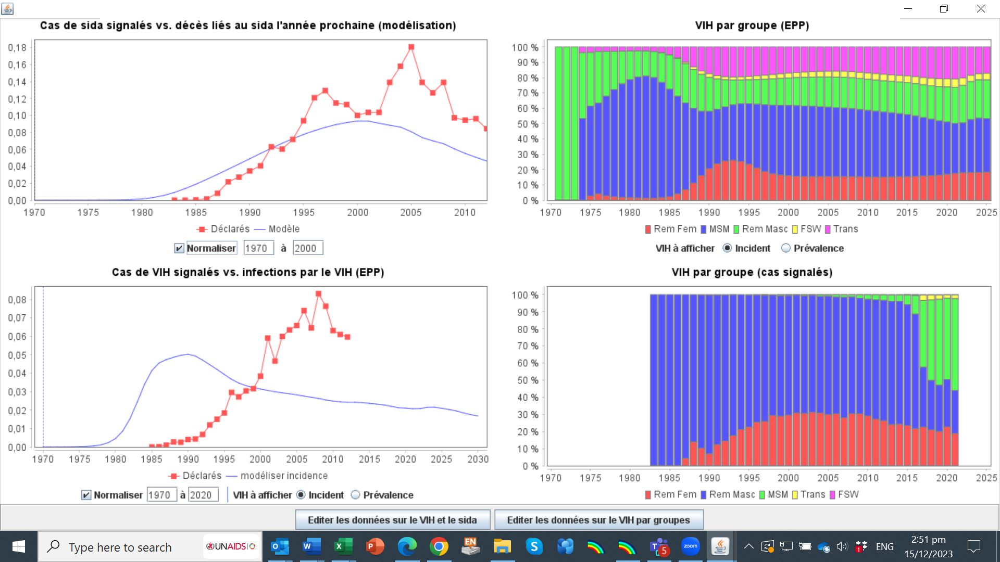 Cas de sida signalés vs. décès liés au sida l'année prochaine (modélisation)
0,18
0,16
0,14
0,12
0,10
0,08
0,06
0,04
0,02
0,00
1970 1975 1980 1985 1990 1995 2000 2005 2010
Déclarés Modèle
Normaliser 1970 à 2000
VIH par groupe (EPP)
100 %
90 %
80 %
70 %
60 %
50 %
40 %
30 %
20 %
10 %
0 %
1970 1975 1980 1985 1990 1995 2000 2005 2010 2015 2020 2025
Rem Fem MSM Rem Masc FSW Trans
VIH à afficher Incident Prévalence
Cas de VIH signalés vs. infections par le VIH (EPP)
0,08
0,07
0,06
0,05
0,04
0,03
0,02
0,01
0,00
1970 1975 1980 1985 1990 1995 2000 2005 2010 2015 2020 2025 2030
Déclarés modéliser incidence
Normaliser 1970 à 2020 VIH à afficher Incident Prévalence
VIH par groupe (cas signalés)
100 %
90 %
80 %
70 %
60 %
50 %
40 %
30 %
20 %
10 %
0 %
1970 1975 1980 1985 1990 1995 2000 2005 2010 2015 2020 2025
Rem Fem Rem Masc MSM Trans FSW
Editer les données sur le VIH et le sida Editer les données sur le VIH par groupes
Type here to search UNAIDS EN zoom 5 1 ENG 2:51 pm
15/12/2023